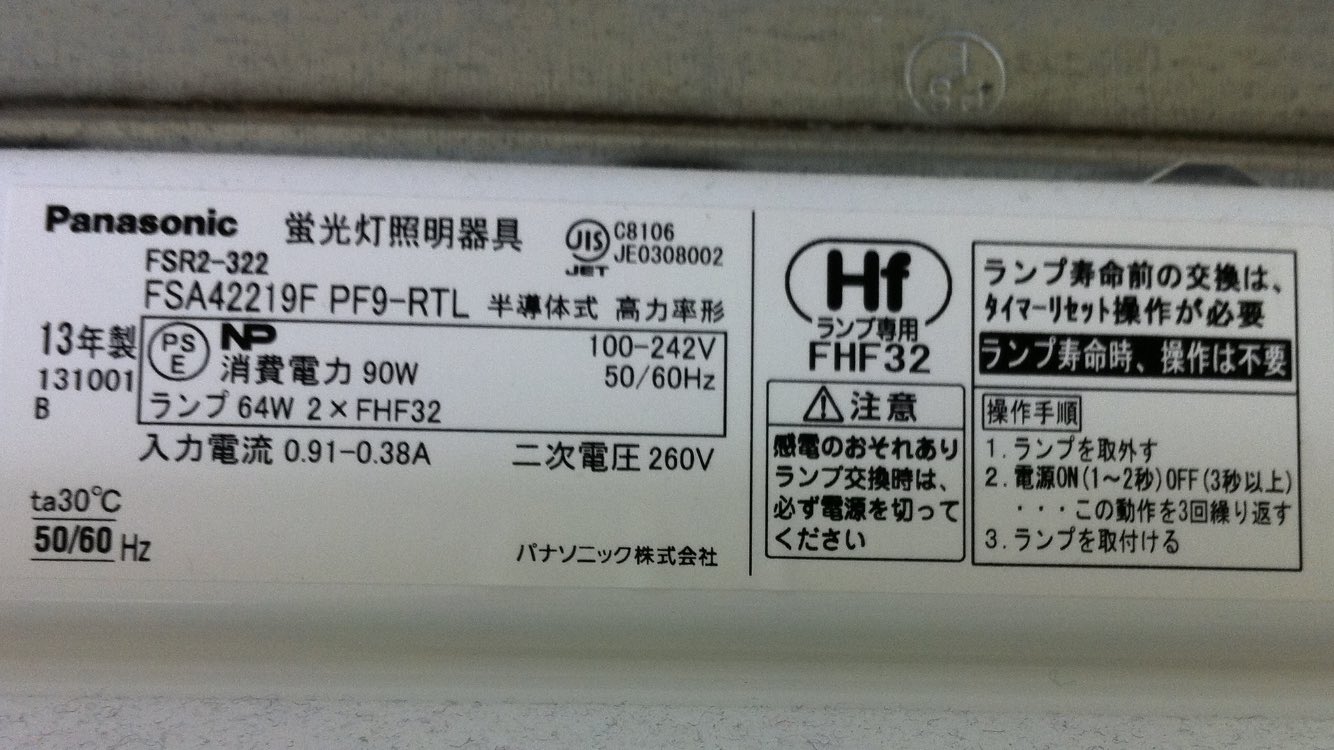 Panasonic 蛍光灯照明器具 JIS C8106
JET JE0308002
FSR2-322
FSA42219F PF9-RTL 半導体式 高力率形
13年製
131001
B
PS
E
NP
100-242V
消費電力 90W 50/60Hz
ランプ 64W 2×FHF32
入力電流 0.91-0.38A 二次電圧 260V
ta30℃
50/60 Hz
パナソニック株式会社
Hf
ランプ専用
FHF32
⚠注意
感電のおそれあり
ランプ交換時は、
必ず電源を切って
ください
ランプ寿命前の交換は、
タイマーリセット操作が必要
ランプ寿命時、操作は不要
操作手順
1.ランプを取外す
2.電源ON(1〜2秒)OFF(3秒以上)
・・・この動作を3回繰り返す
3.ランプを取付ける